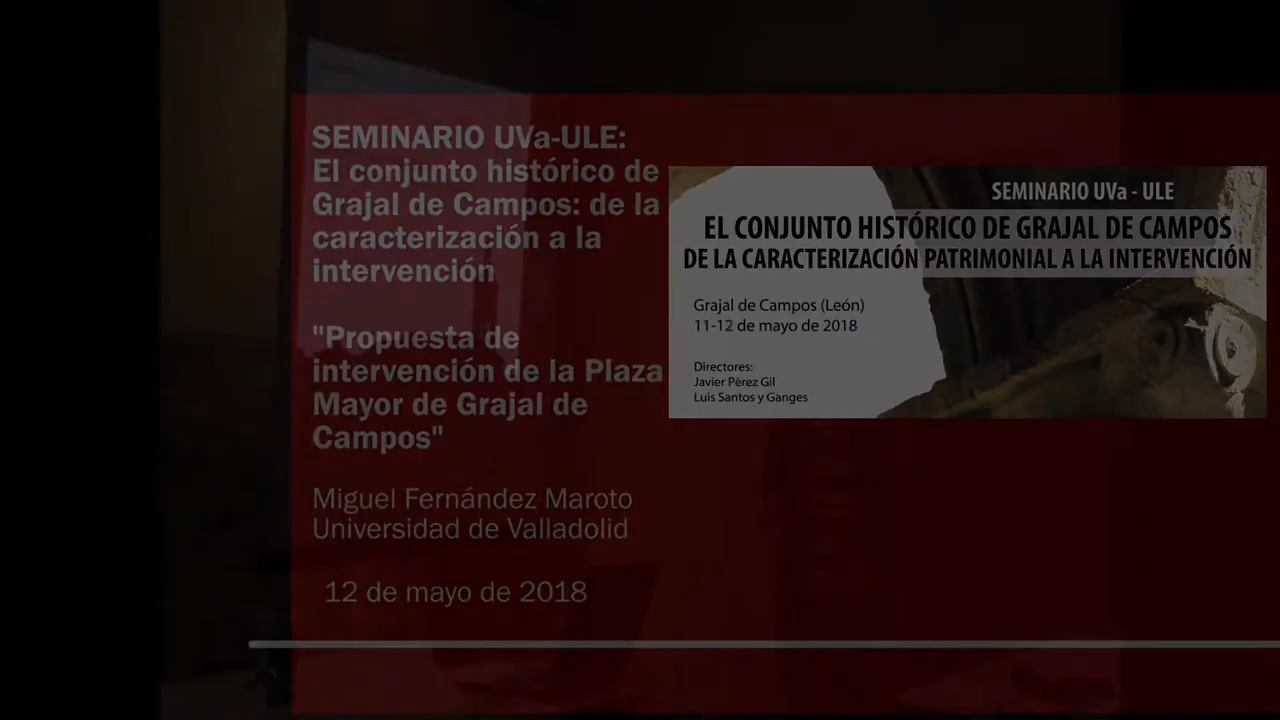 SEMINARIO UVa-ULE:
El conjunto histórico de
Grajal de Campos: de la
caracterización a la
intervención
"Propuesta de
intervención de la Plaza
Mayor de Grajal de
Campos"
Miguel Fernández Maroto
Universidad de Valladolid
12 de mayo de 2018
SEMINARIO UVa - ULE
EL CONJUNTO HISTÓRICO DE GRAJAL DE CAMPOS
DE LA CARACTERIZACIÓN PATRIMONIAL A LA INTERVENCIÓN
Grajal de Campos (León)
11-12 de mayo de 2018
Directores:
Javier Pérez Gil
Luis Santos y Ganges